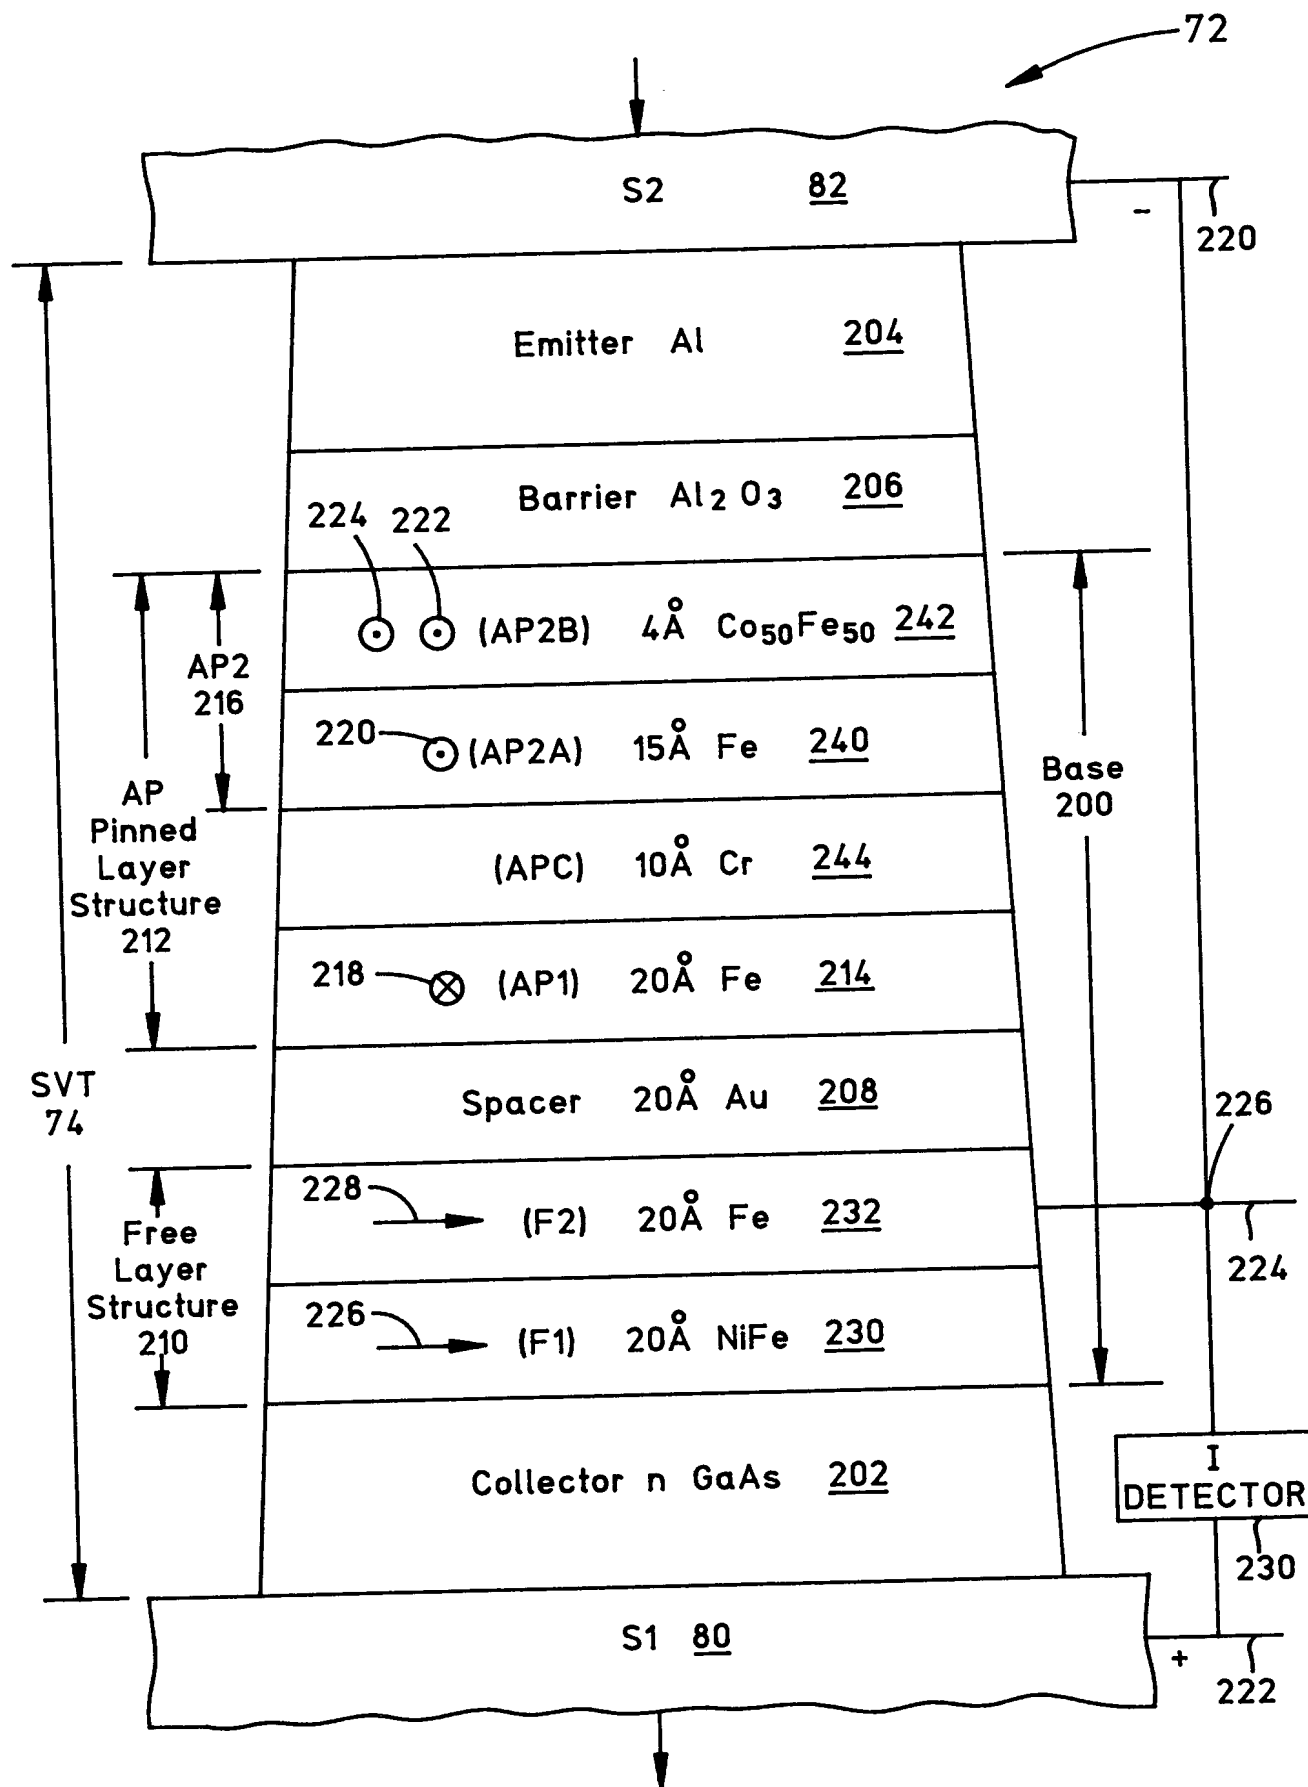 72
S2 82
-
220
Emitter Al 204
Barrier Al2O3 206
224 222
(AP2B) 4Å Co50Fe50 242
AP2
216
220 (AP2A) 15Å Fe 240
Base
200
AP
Pinned
Layer
Structure
212
(APC) 10Å Cr 244
218 (AP1) 20Å Fe 214
SVT
74
Spacer 20Å Au 208
226
228 (F2) 20Å Fe 232
224
Free
Layer
Structure
210
226 (F1) 20Å NiFe 230
Collector n GaAs 202
I
DETECTOR
230
S1 80
+
222